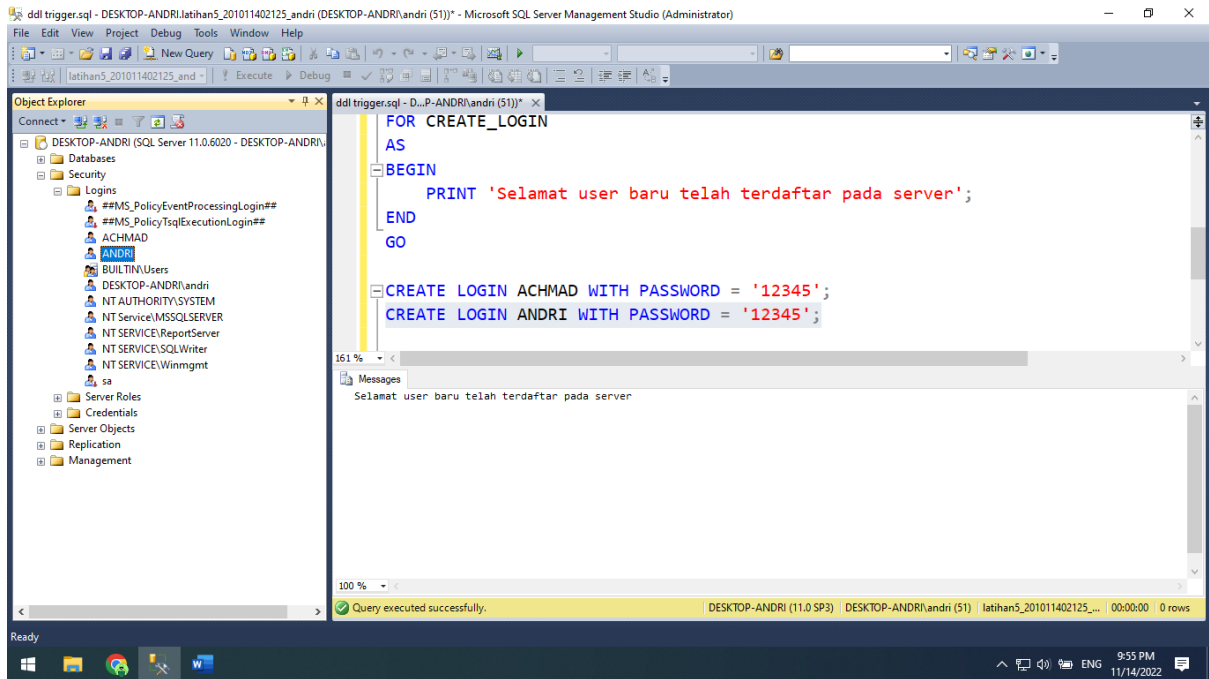 ddl trigger.sql - DESKTOP-ANDRI.latihan5_201011402125_andri (DESKTOP-ANDRI\andri (51))* - Microsoft SQL Server Management Studio (Administrator)
File Edit View Project Debug Tools Window Help
New Query
latihan5_201011402125_and Execute Debug
Object Explorer
Connect
DESKTOP-ANDRI (SQL Server 11.0.6020 - DESKTOP-ANDRI\
Databases
Security
Logins
##MS_PolicyEventProcessingLogin##
##MS_PolicyTsqlExecutionLogin##
ACHMAD
ANDRI
BUILTIN\Users
DESKTOP-ANDRI\andri
NT AUTHORITY\SYSTEM
NT Service\MSSQLSERVER
NT SERVICE\ReportServer
NT SERVICE\SQLWriter
NT SERVICE\Winmgmt
sa
Server Roles
Credentials
Server Objects
Replication
Management
ddl trigger.sql - D...P-ANDRI\andri (51))*
FOR CREATE_LOGIN
AS
BEGIN
PRINT 'Selamat user baru telah terdaftar pada server';
END
GO
CREATE LOGIN ACHMAD WITH PASSWORD = '12345';
CREATE LOGIN ANDRI WITH PASSWORD = '12345';
161 %
Messages
Selamat user baru telah terdaftar pada server
100 %
Query executed successfully. DESKTOP-ANDRI (11.0 SP3) DESKTOP-ANDRI\andri (51) latihan5_201011402125_... 00:00:00 0 rows
Ready
ENG 9:55 PM
11/14/2022